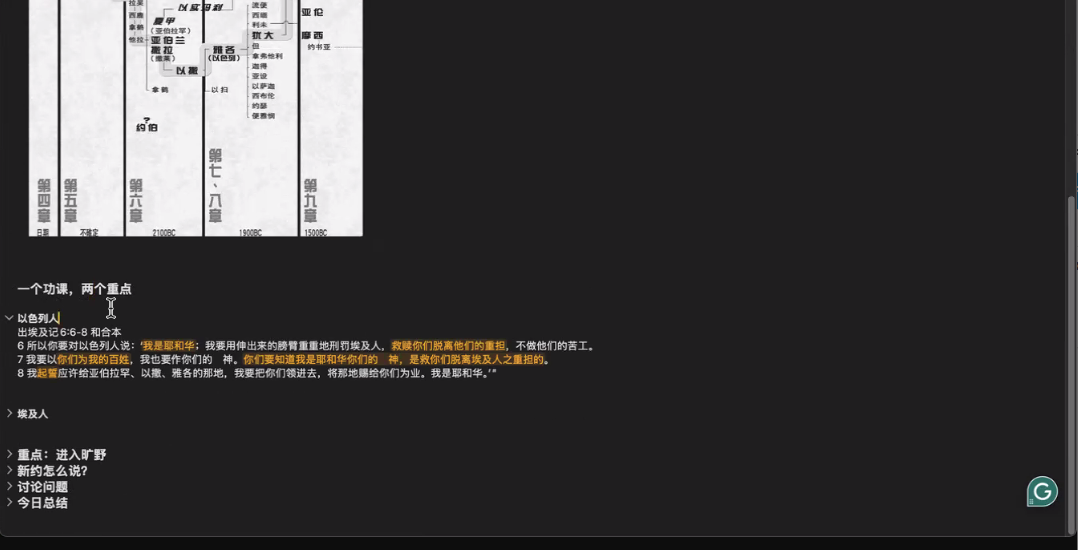 拉吴
西鹿
拿鹤
他拉
夏甲
(亚伯拉罕)
亚伯兰
撒拉
以撒
雅各
(以色列)
拿鹤
以扫
流便
西缅
利未
犹大
但
拿弗他利
迦得
亚设
以萨迦
西布伦
约瑟
便雅悯
亚伦
摩西
约书亚
?
约伯
第四章
第五章
第六章
第七、八章
第九章
日期
不确定
2100BC
1900BC
1500BC
一个功课，两个重点
以色列人
出埃及记 6:6-8 和合本
6 所以你要对以色列人说：‘我是耶和华；我要用伸出来的膀臂重重地刑罚埃及人，救赎你们脱离他们的重担，不做他们的苦工。
7 我要以你们为我的百姓，我也要作你们的 神。你们要知道我是耶和华你们的 神，是救你们脱离埃及人之重担的。
8 我起誓应许给亚伯拉罕、以撒、雅各的那地，我要把你们领进去，将那地赐给你们为业。我是耶和华。’”
埃及人
重点：进入旷野
新约怎么说？
讨论问题
今日总结